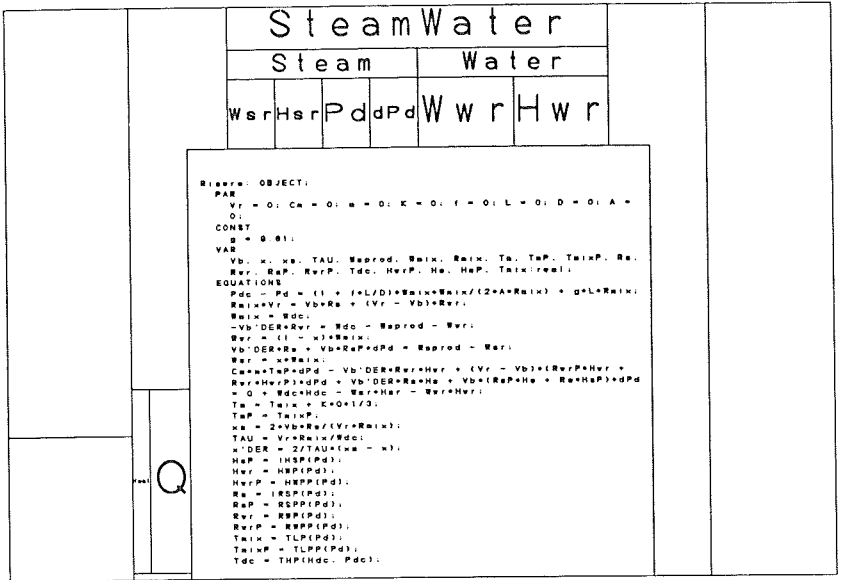 SteamWater
Steam Water
Wsr Hsr Pd dPd Wwr Hwr
Risers: OBJECT;
PAR
Vr = 0; Cm = 0; m = 0; K = 0; f = 0; L = 0; D = 0; A =
0;
CONST
g = 9.81;
VAR
Vb, x, xs, TAU, Wsprod, Wmix, Rmix, Tm, TmP, TmixP, Rs,
Rwr, RsP, RwrP, Tdc, HwrP, Hs, HsP, Tmix:real;
EQUATIONS
Pdc - Pd = (1 + f*L/D)*Wmix*Wmix/(2*A*Rmix) + g*L*Rmix;
Rmix*Vr = Vb*Rs + (Vr - Vb)*Rwr;
Wmix = Wdc;
-Vb'DER*Rwr = Wdc - Wsprod - Wwr;
Wwr = (1 - x)*Wmix;
Vb'DER*Rs + Vb*RsP*dPd = Wsprod - Wsr;
Wsr = x*Wmix;
Cm*m*TmP*dPd - Vb'DER*Rwr*Hwr + (Vr - Vb)*(RwrP*Hwr +
Rwr*HwrP)*dPd + Vb'DER*Rs*Hs + Vb*(RsP*Hs + Rs*HsP)*dPd
= Q + Wdc*Hdc - Wsr*Hsr - Wwr*Hwr;
Tm = Tmix + K*Q*1/3;
TmP = TmixP;
xs = 2*Vb*Rs/(Vr*Rmix);
TAU = Vr*Rmix/Wdc;
x'DER = 2/TAU*(xs - x);
HsP = IHSP(Pd);
Hwr = HWP(Pd);
HwrP = HWPP(Pd);
Rs = IRSP(Pd);
RsP = RSPP(Pd);
Rwr = RWP(Pd);
RwrP = RWPP(Pd);
Tmix = TLP(Pd);
TmixP = TLPP(Pd);
Tdc = THP(Hdc, Pdc);
Heat Q